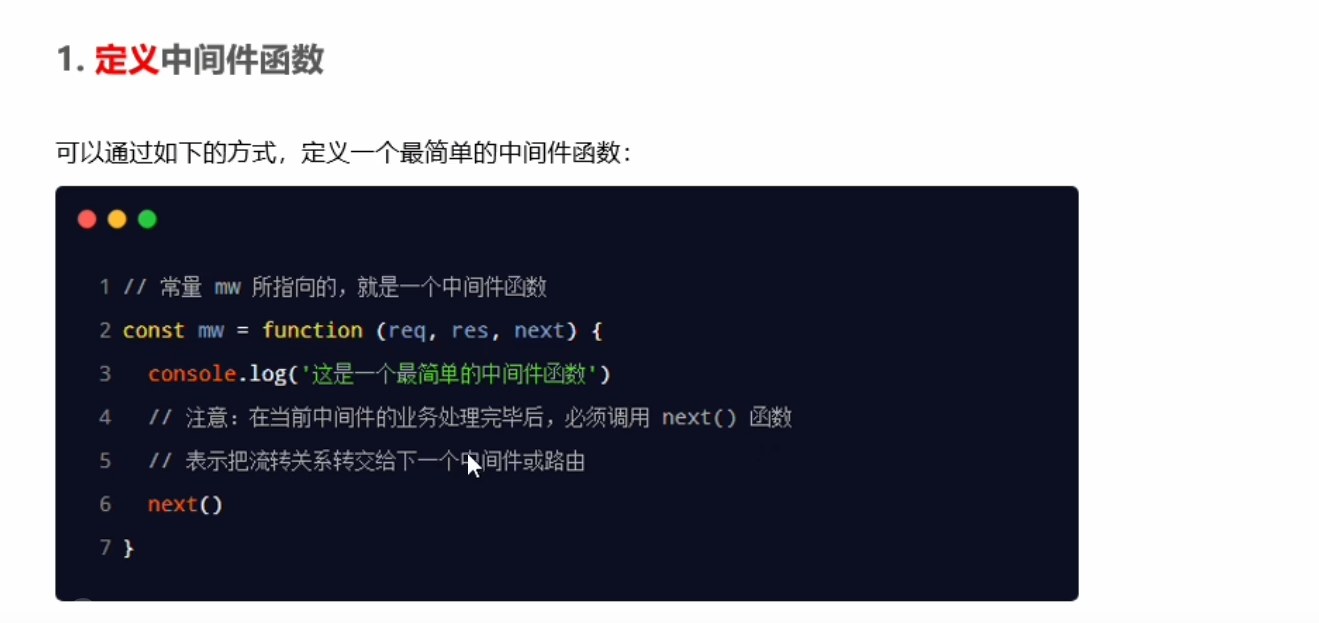 1. 定义中间件函数
可以通过如下的方式，定义一个最简单的中间件函数：
1 // 常量 mw 所指向的，就是一个中间件函数
2 const mw = function (req, res, next) {
3   console.log('这是一个最简单的中间件函数')
4   // 注意：在当前中间件的业务处理完毕后，必须调用 next() 函数
5   // 表示把流转关系转交给下一个中间件或路由
6   next()
7 }